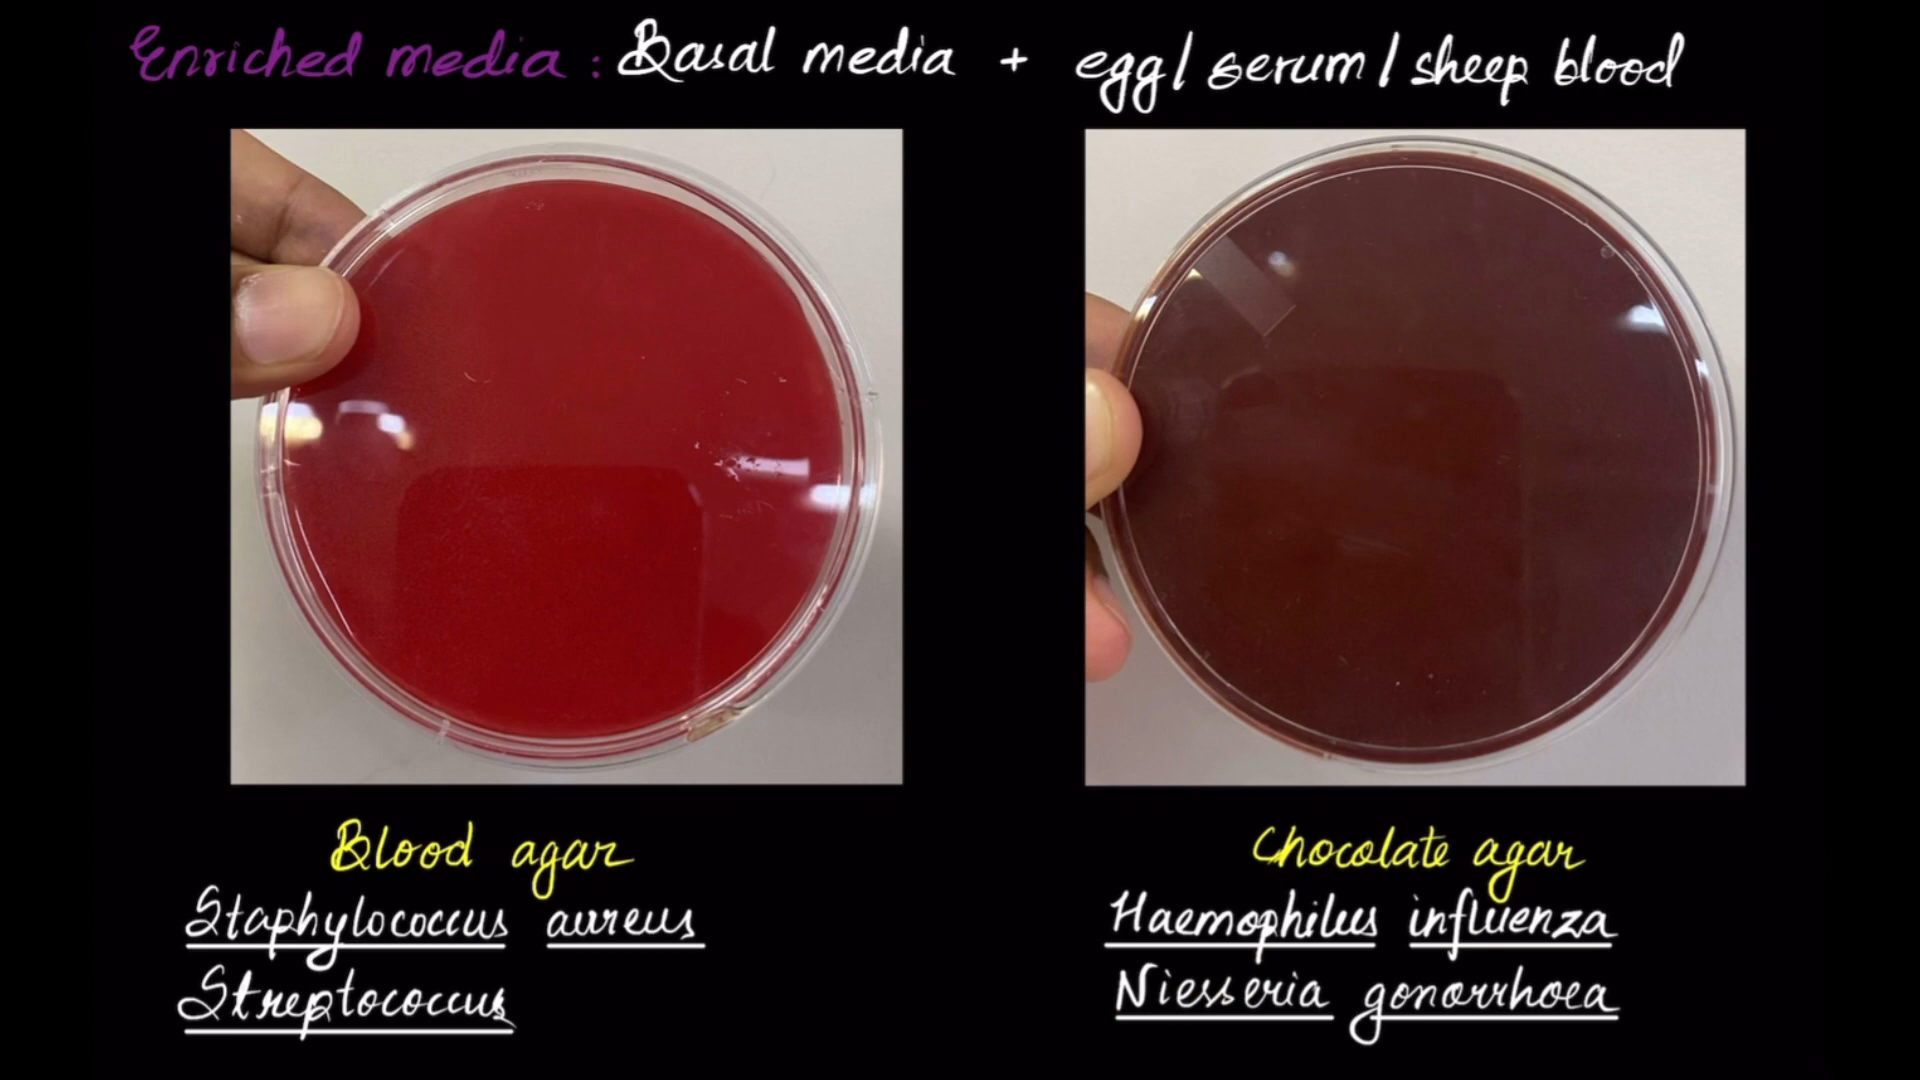 Enriched media : Basal media + egg/ serum / sheep blood
Blood agar
Staphylococcus aureus
Streptococcus
Chocolate agar
Haemophilus influenza
Niesseria gonorrhoea